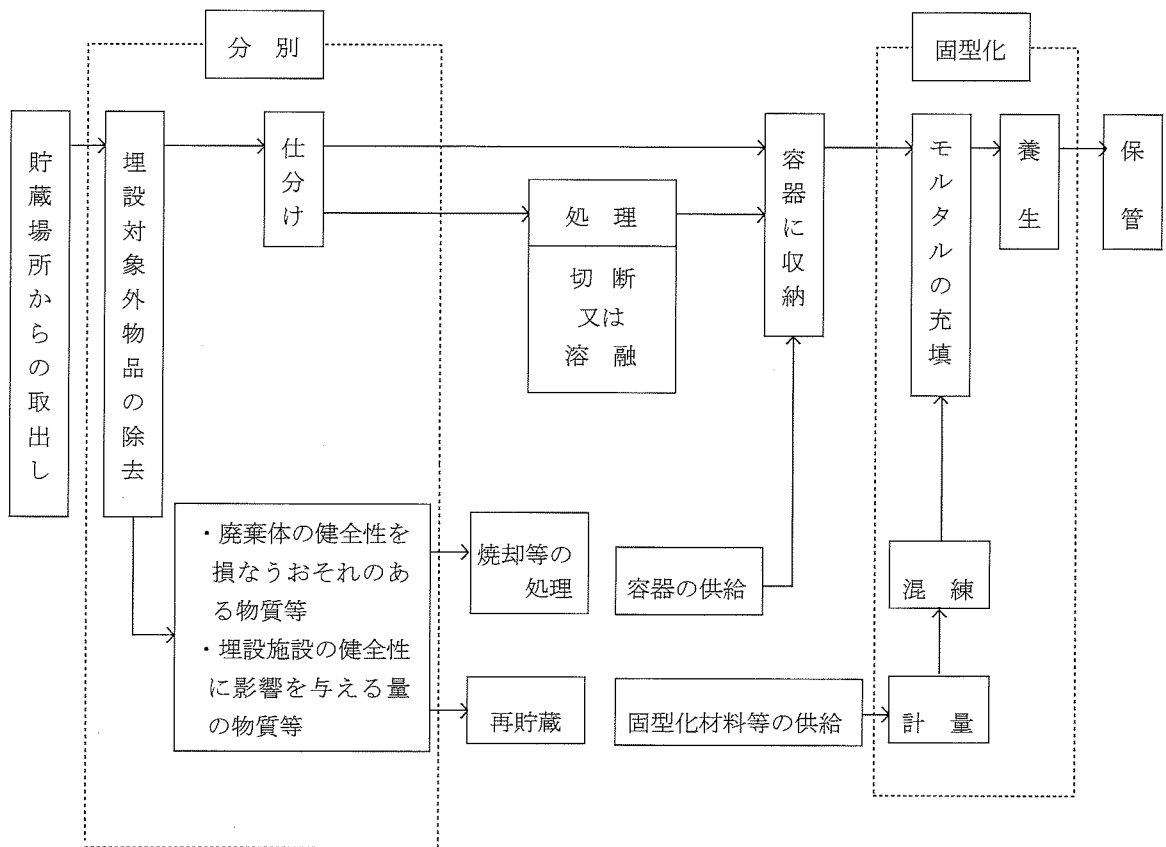 分 別
固型化
貯蔵場所からの取出し
埋設対象外物品の除去
仕分け
処 理
切 断
又は
溶 融
容器に収納
モルタルの充填
養 生
保 管
・廃棄体の健全性を
損なうおそれのあ
る物質等
・埋設施設の健全性
に影響を与える量
の物質等
焼却等の
処理
再貯蔵
容器の供給
固型化材料等の供給
混 練
計 量